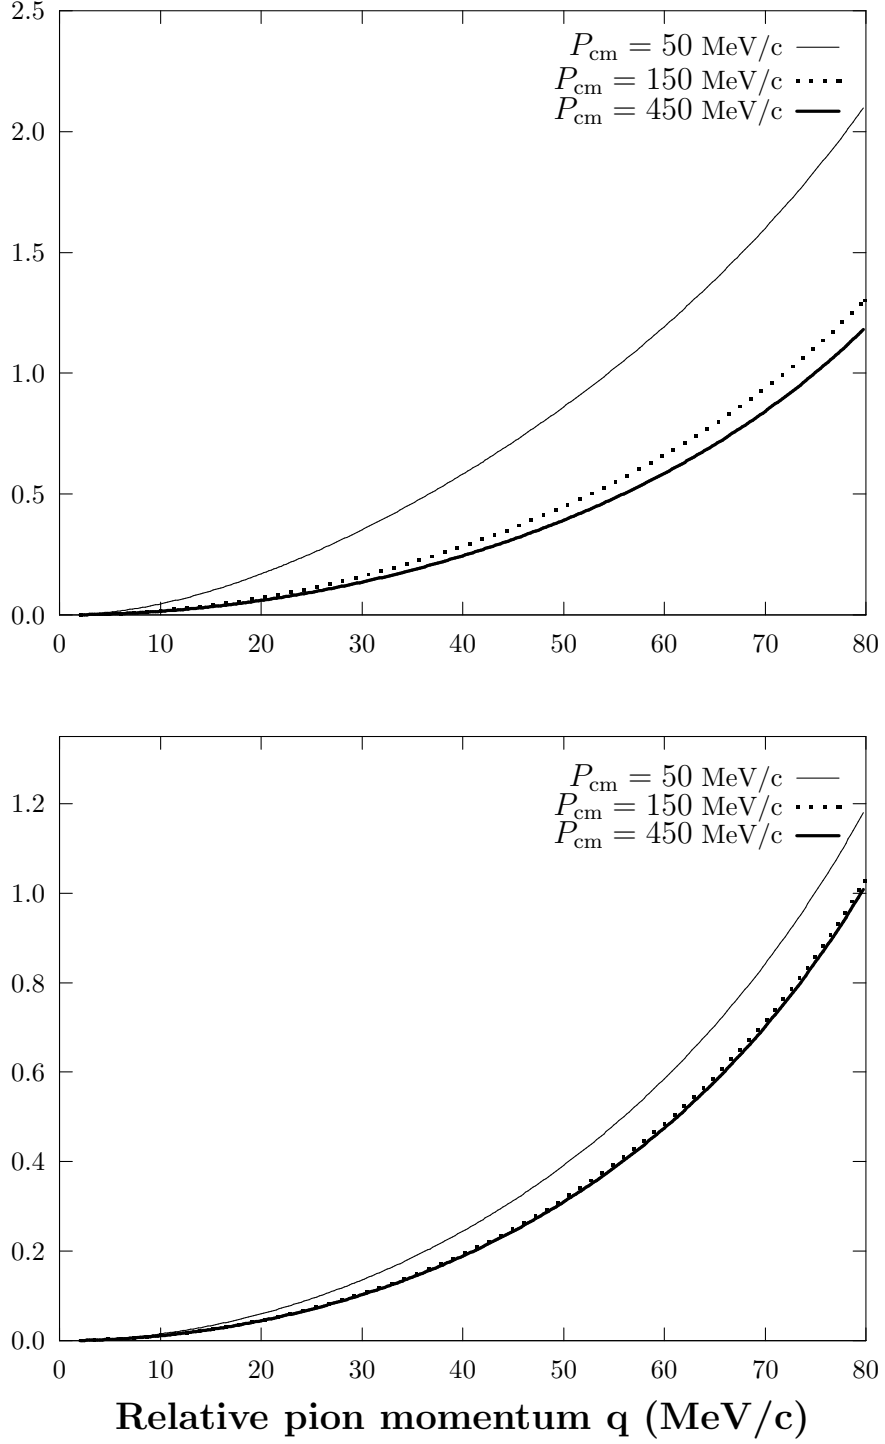 2.5
P_cm = 50 MeV/c
P_cm = 150 MeV/c
P_cm = 450 MeV/c
2.0
1.5
1.0
0.5
0.0
0 10 20 30 40 50 60 70 80
P_cm = 50 MeV/c
P_cm = 150 MeV/c
P_cm = 450 MeV/c
1.2
1.0
0.8
0.6
0.4
0.2
0.0
0 10 20 30 40 50 60 70 80
Relative pion momentum q (MeV/c)